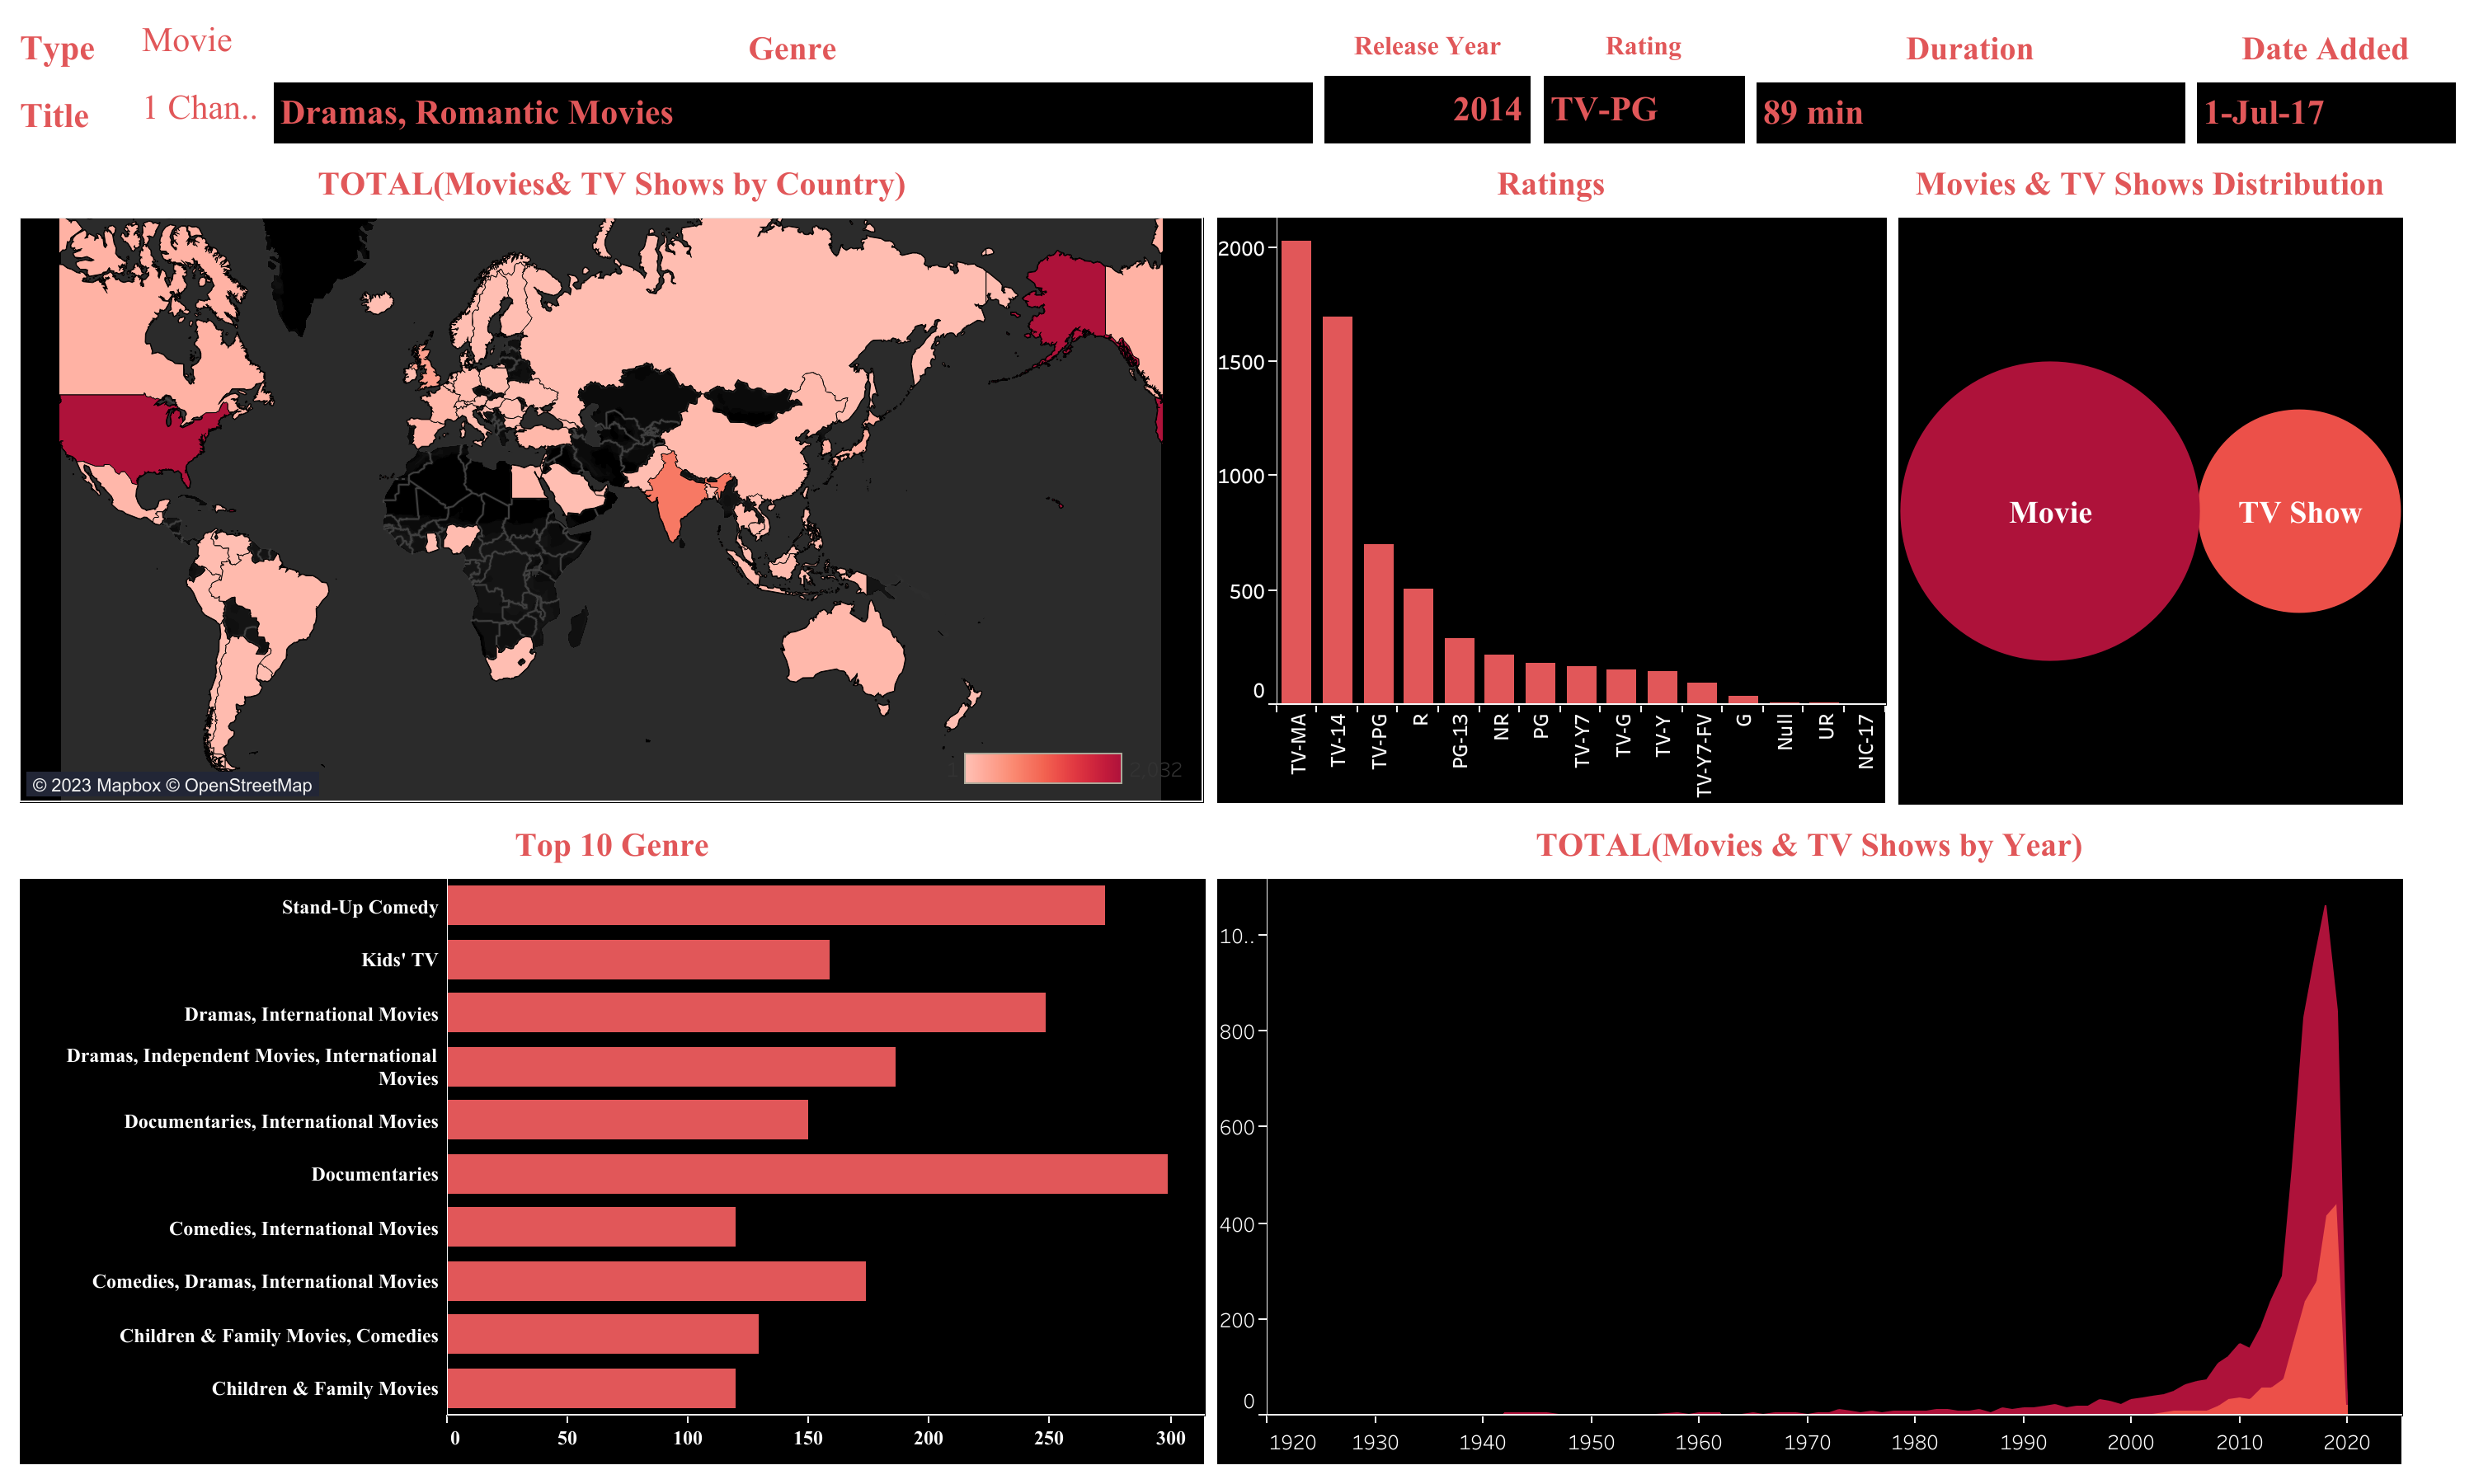 Type
Movie
Genre
Release Year
Rating
Duration
Date Added
Title
1 Chan..
Dramas, Romantic Movies
2014
TV-PG
89 min
1-Jul-17
TOTAL(Movies& TV Shows by Country)
Ratings
Movies & TV Shows Distribution
© 2023 Mapbox © OpenStreetMap
2,032
2000
1500
1000
500
0
TV-MA
TV-14
TV-PG
R
PG-13
NR
PG
TV-Y7
TV-G
TV-Y
TV-Y7-FV
G
Null
UR
NC-17
Movie
TV Show
Top 10 Genre
TOTAL(Movies & TV Shows by Year)
Stand-Up Comedy
Kids' TV
Dramas, International Movies
Dramas, Independent Movies, International
Movies
Documentaries, International Movies
Documentaries
Comedies, International Movies
Comedies, Dramas, International Movies
Children & Family Movies, Comedies
Children & Family Movies
0 50 100 150 200 250 300
10..
800
600
400
200
0
1920 1930 1940 1950 1960 1970 1980 1990 2000 2010 2020